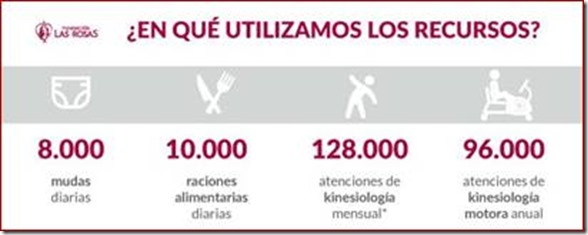 FUNDACIÓN
LAS ROSAS
¿EN QUÉ UTILIZAMOS LOS RECURSOS?
8.000
mudas
diarias
10.000
raciones
alimentarias
diarias
128.000
atenciones de
kinesiología
mensual*
96.000
atenciones de
kinesiología
motora anual